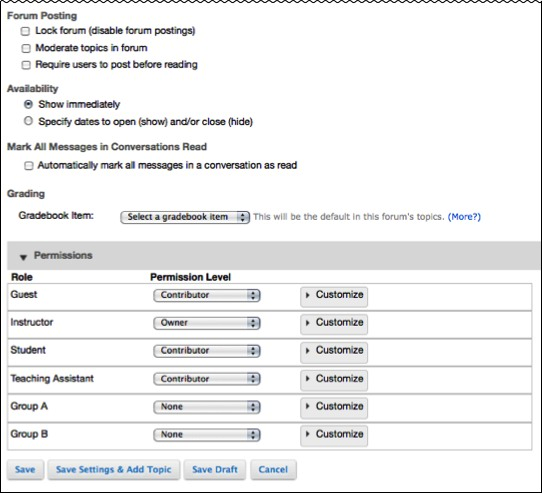 Forum Posting
Lock forum (disable forum postings)
Moderate topics in forum
Require users to post before reading
Availability
Show immediately
Specify dates to open (show) and/or close (hide)
Mark All Messages in Conversations Read
Automatically mark all messages in a conversation as read
Grading
Gradebook Item: Select a gradebook item This will be the default in this forum's topics. (More?)
Permissions
Role Permission Level
Guest Contributor Customize
Instructor Owner Customize
Student Contributor Customize
Teaching Assistant Contributor Customize
Group A None Customize
Group B None Customize
Save Save Settings & Add Topic Save Draft Cancel